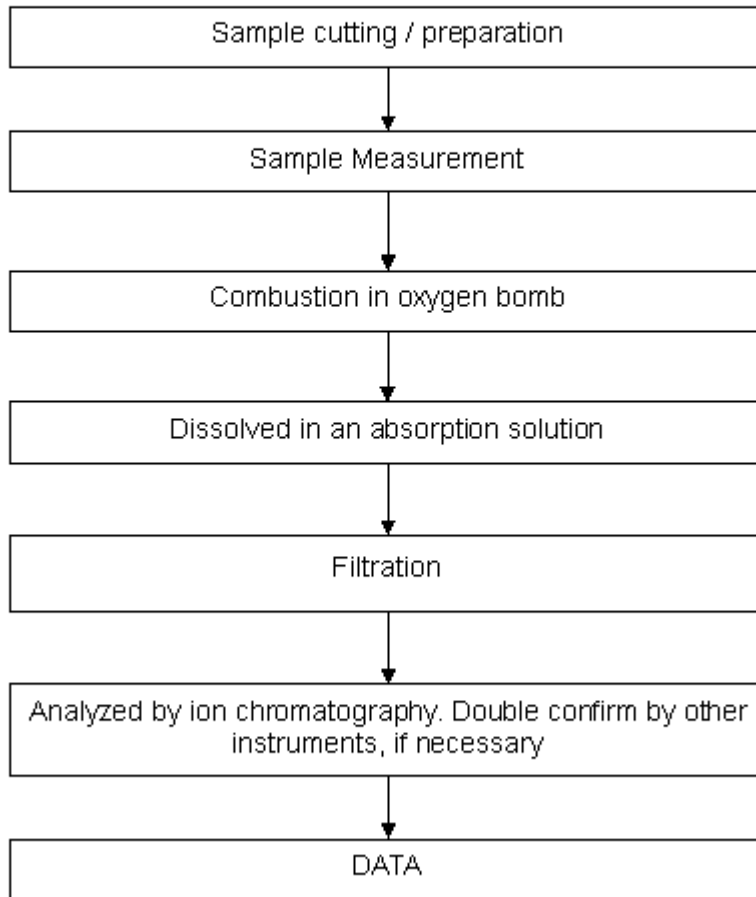 Sample cutting / preparation
Sample Measurement
Combustion in oxygen bomb
Dissolved in an absorption solution
Filtration
Analyzed by ion chromatography. Double confirm by other
instruments, if necessary
DATA